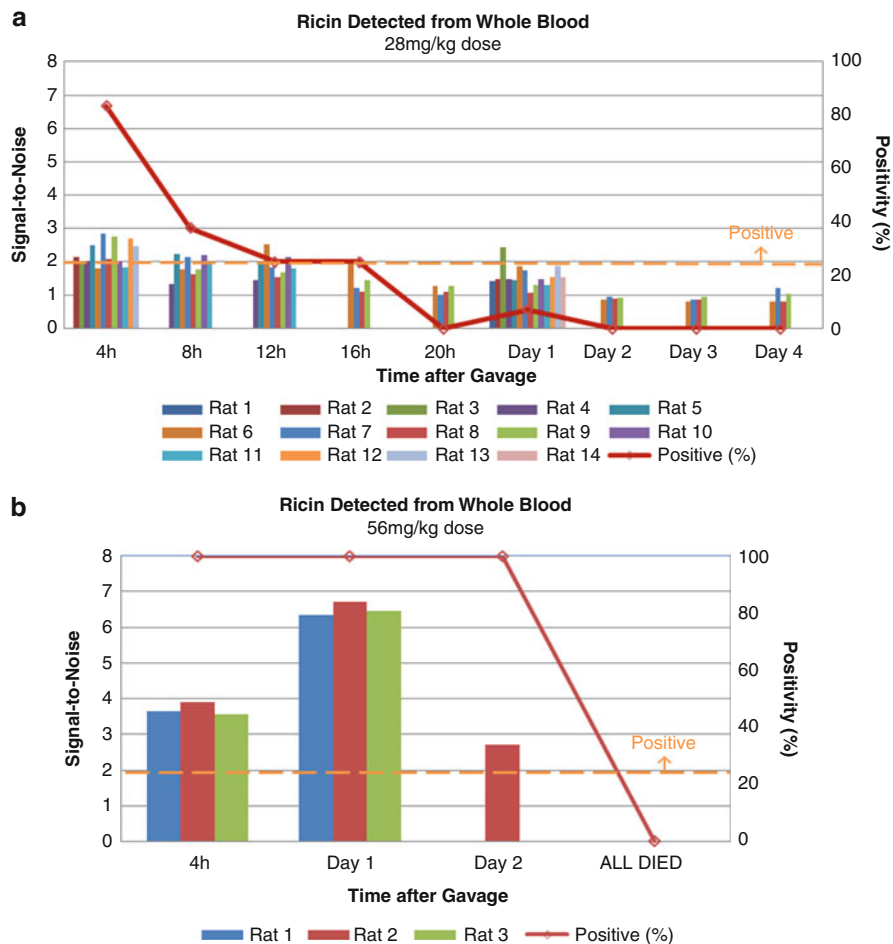 a
Ricin Detected from Whole Blood
28mg/kg dose
Signal-to-Noise
8
7
6
5
4
3
2
1
0
100
80
60
40
20
0
Positivity (%)
Positive
4h 8h 12h 16h 20h Day 1 Day 2 Day 3 Day 4
Time after Gavage
Rat 1 Rat 2 Rat 3 Rat 4 Rat 5
Rat 6 Rat 7 Rat 8 Rat 9 Rat 10
Rat 11 Rat 12 Rat 13 Rat 14 Positive (%)
b
Ricin Detected from Whole Blood
56mg/kg dose
Signal-to-Noise
8
7
6
5
4
3
2
1
0
100
80
60
40
20
0
Positivity (%)
Positive
4h Day 1 Day 2 ALL DIED
Time after Gavage
Rat 1 Rat 2 Rat 3 Positive (%)